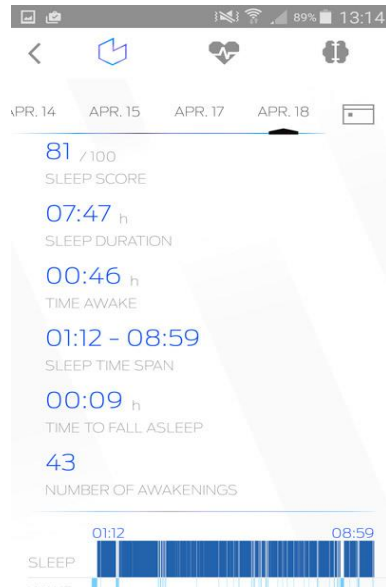 89% 13:14
APR. 14 APR. 15 APR. 17 APR. 18
81 /100
SLEEP SCORE
07:47 h
SLEEP DURATION
00:46 h
TIME AWAKE
01:12 - 08:59
SLEEP TIME SPAN
00:09 h
TIME TO FALL ASLEEP
43
NUMBER OF AWAKENINGS
01:12 08:59
SLEEP